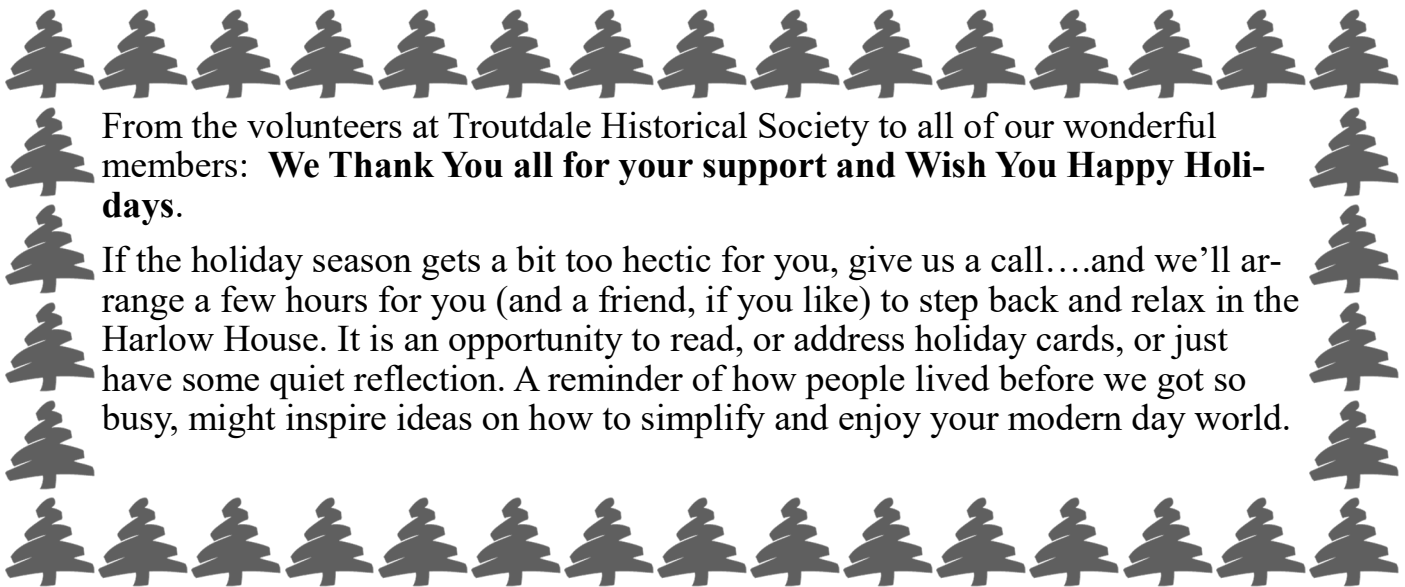 From the volunteers at Troutdale Historical Society to all of our wonderful
members:  We Thank You all for your support and Wish You Happy Holi-
days.
If the holiday season gets a bit too hectic for you, give us a call….and we’ll ar-
range a few hours for you (and a friend, if you like) to step back and relax in the
Harlow House. It is an opportunity to read, or address holiday cards, or just
have some quiet reflection. A reminder of how people lived before we got so
busy, might inspire ideas on how to simplify and enjoy your modern day world.